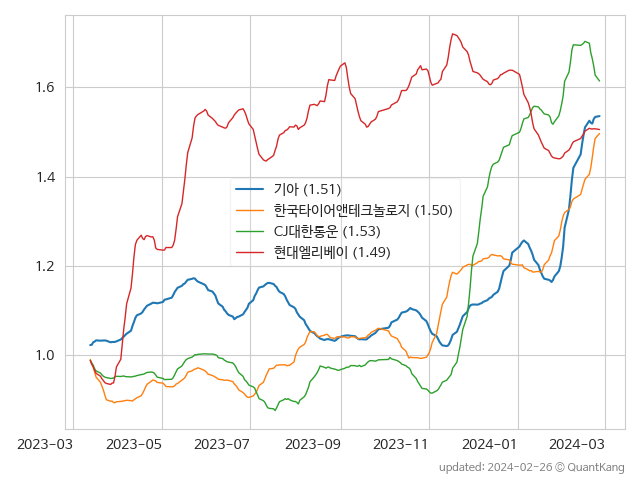 1.6
1.4
1.2
1.0
기아 (1.51)
한국타이어앤테크놀로지 (1.50)
CJ대한통운 (1.53)
현대엘리베이 (1.49)
2023-03 2023-05 2023-07 2023-09 2023-11 2024-01 2024-03
updated: 2024-02-26 © QuantKang